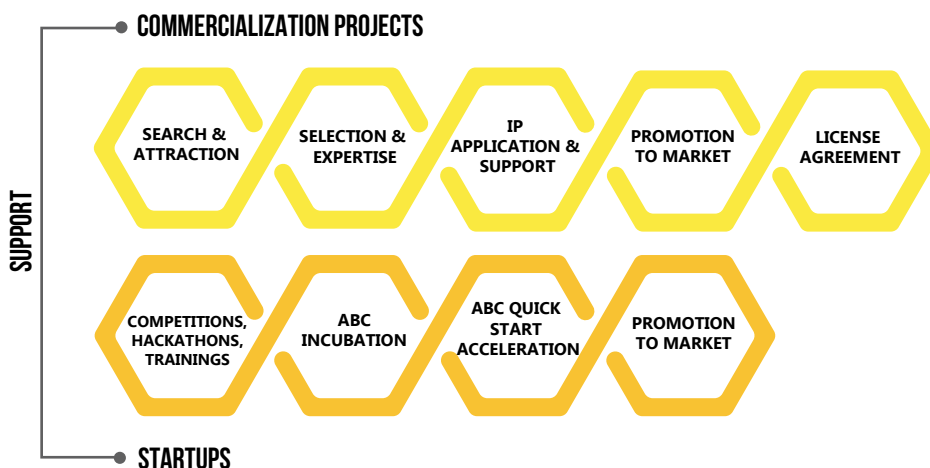 COMMERCIALIZATION PROJECTS
SEARCH &
ATTRACTION
SELECTION &
EXPERTISE
IP
APPLICATION &
SUPPORT
PROMOTION
TO MARKET
LICENSE
AGREEMENT
SUPPORT
COMPETITIONS,
HACKATHONS,
TRAININGS
ABC
INCUBATION
ABC QUICK
START
ACCELERATION
PROMOTION
TO MARKET
STARTUPS